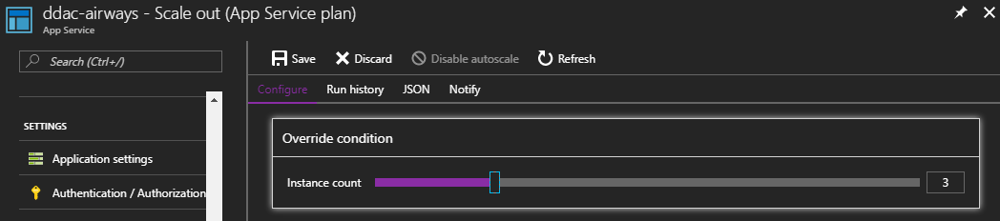 ddac-airways - Scale out (App Service plan)
App Service
Search (Ctrl+/)
SETTINGS
Application settings
Authentication / Authorization
Save Discard Disable autoscale Refresh
Configure Run history JSON Notify
Override condition
Instance count 3